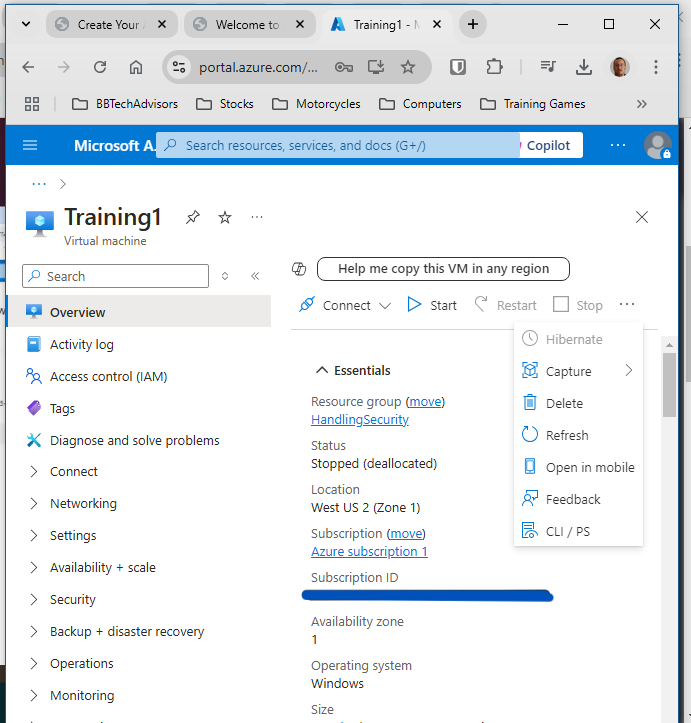 Create Your A
Welcome to
Training1 - M
portal.azure.com/...
BBTechAdvisors
Stocks
Motorcycles
Computers
Training Games
»
Microsoft A.
Search resources, services, and docs (G+/)
Copilot
...
...
Training1
...
Virtual machine
Search
«
Help me copy this VM in any region
Connect
Start
Restart
Stop
...
Overview
Activity log
Access control (IAM)
Tags
Diagnose and solve problems
Connect
Networking
Settings
Availability + scale
Security
Backup + disaster recovery
Operations
Monitoring
Essentials
Resource group (move)
HandlingSecurity
Status
Stopped (deallocated)
Location
West US 2 (Zone 1)
Subscription (move)
Azure subscription 1
Subscription ID
Availability zone
1
Operating system
Windows
Size
Hibernate
Capture
Delete
Refresh
Open in mobile
Feedback
CLI / PS